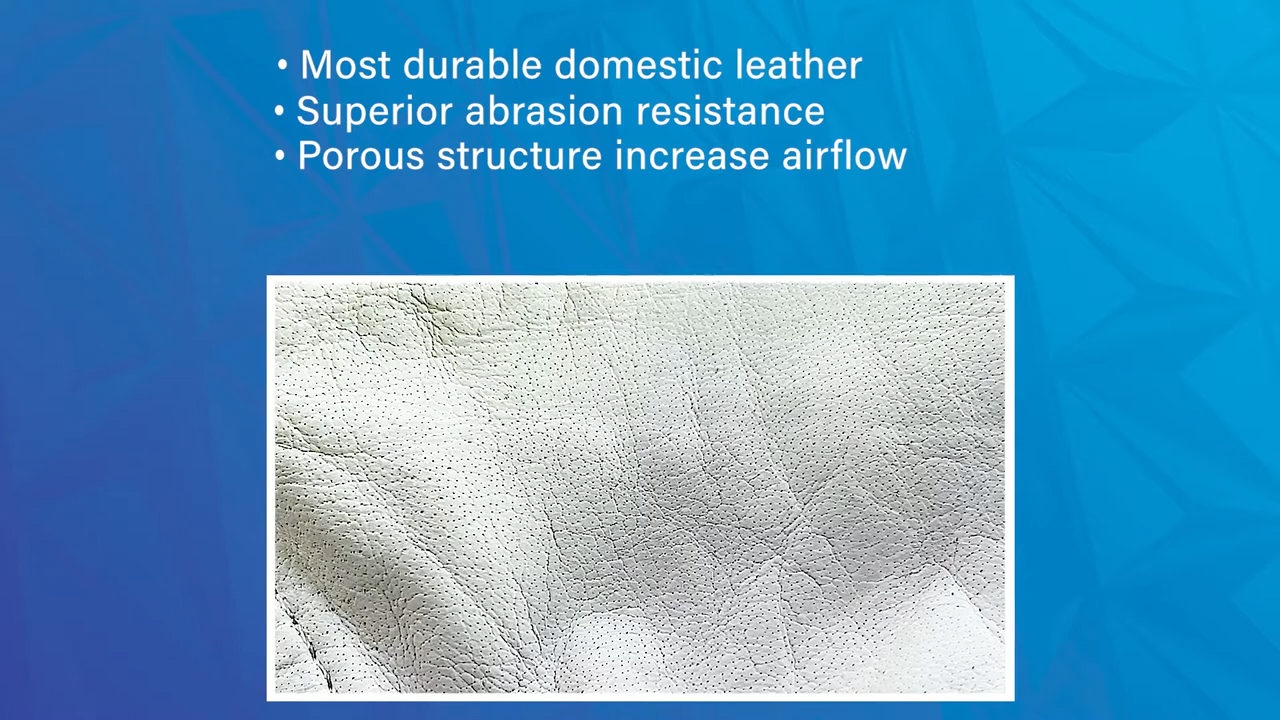 • Most durable domestic leather
• Superior abrasion resistance
• Porous structure increase airflow